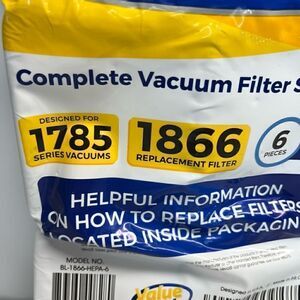 Complete Vacuum Filter S
DESIGNED FOR
1785
SERIES VACUUMS
1866
REPLACEMENT FILTER
6
PIECES
HELPFUL INFORMATION
ON HOW TO REPLACE FILTERS
LOCATED INSIDE PACKAGIN
MODEL NO.
BL-1866-HEPA-6
Value